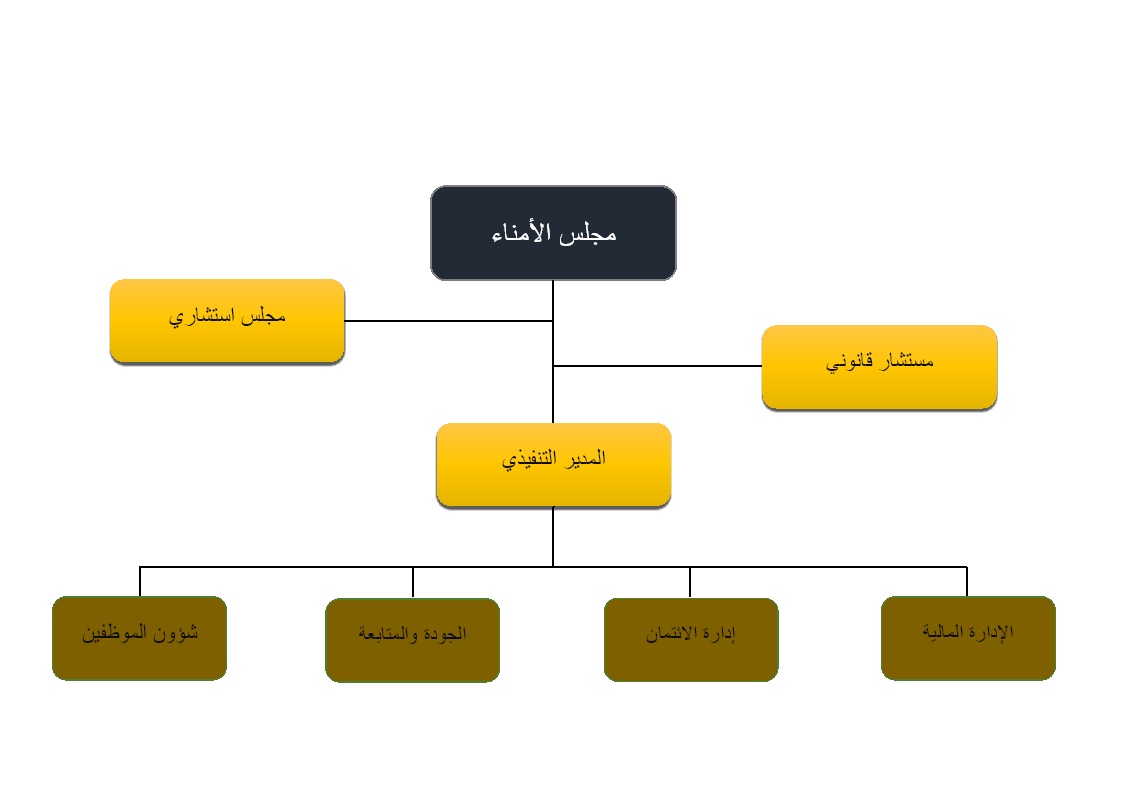 مجلس الأمناء
مجلس استشاري
مستشار قانوني
المدير التنفيذي
الإدارة المالية
إدارة الائتمان
الجودة والمتابعة
شؤون الموظفين